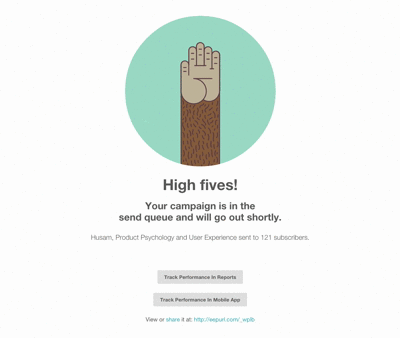 High fives!
Your campaign is in the
send queue and will go out shortly.
Husam, Product Psychology and User Experience sent to 121 subscribers.
Track Performance in Reports
Track Performance in Mobile App
View or share it at: http://eepurl.com/_wplb